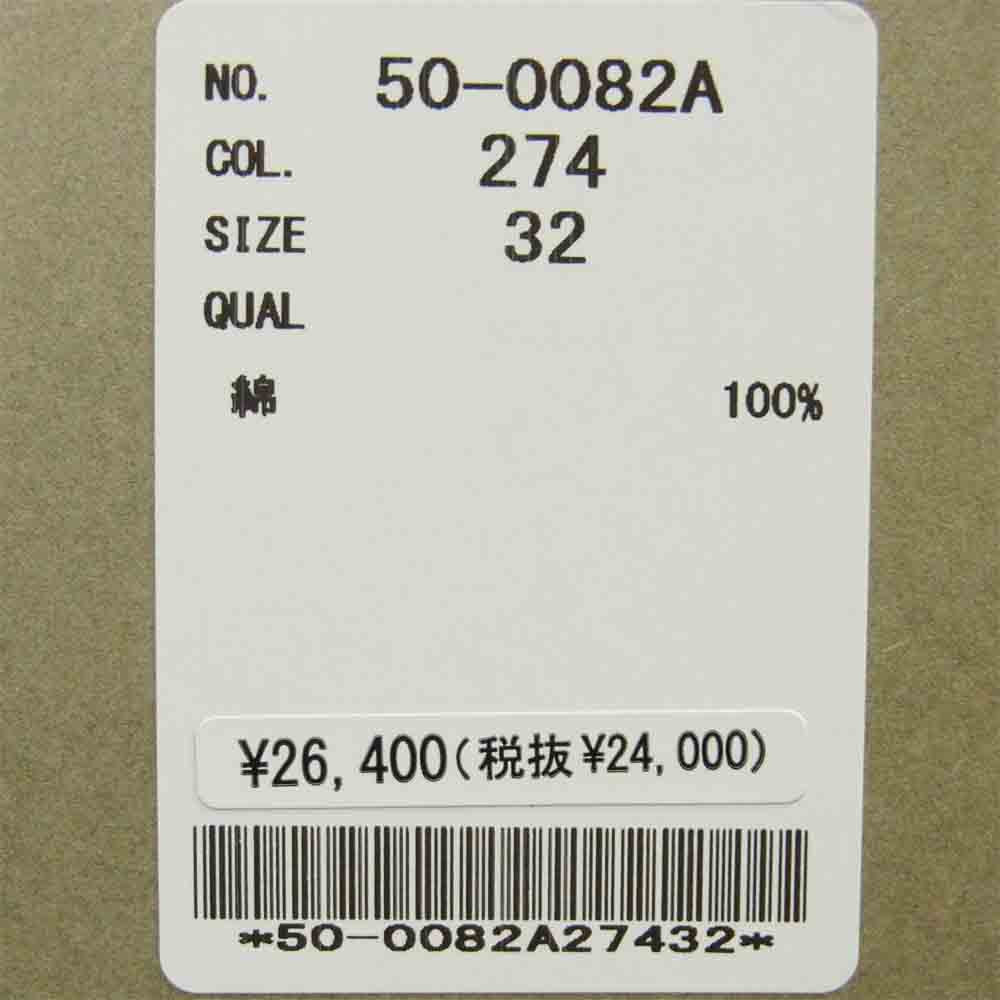 NO. 50-0082A
COL. 274
SIZE 32
QUAL
綿 100%
¥26,400(税抜¥24,000)
*50-0082A27432*